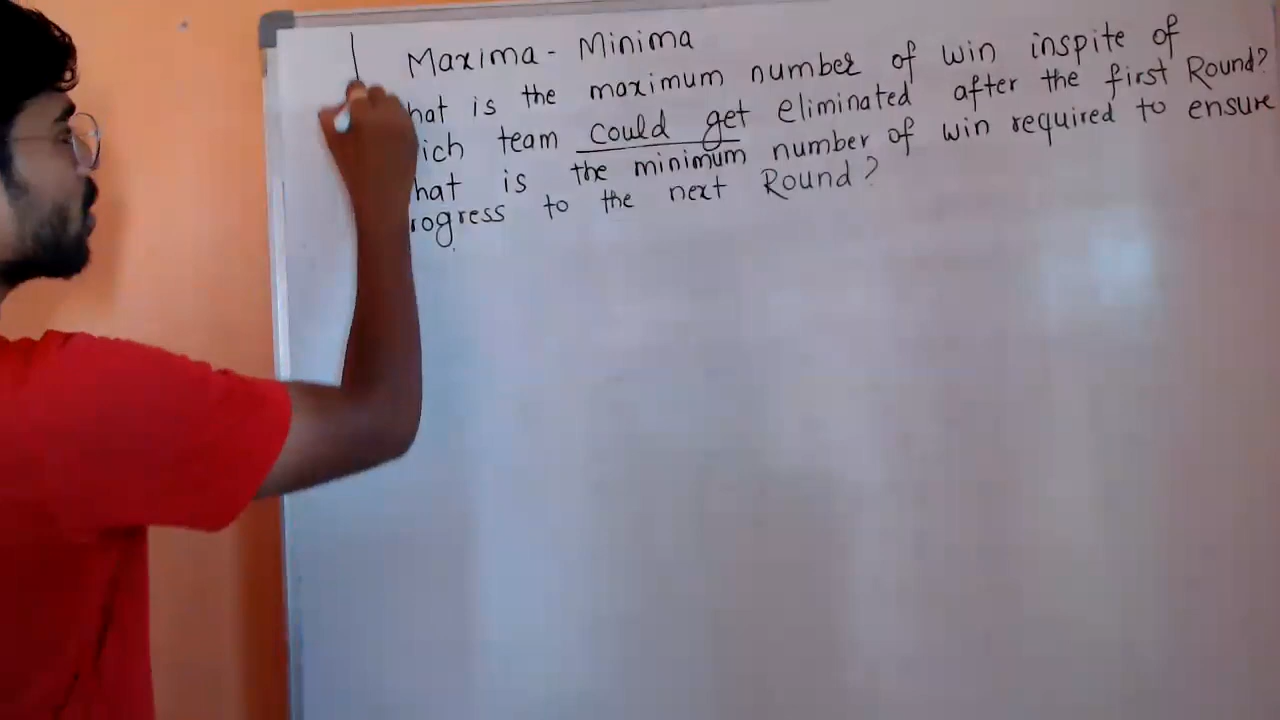 Maxima - Minima
hat is the maximum number of win inspite of
ich team could get eliminated after the first Round?
hat is the minimum number of win required to ensure
rogress to the next Round?